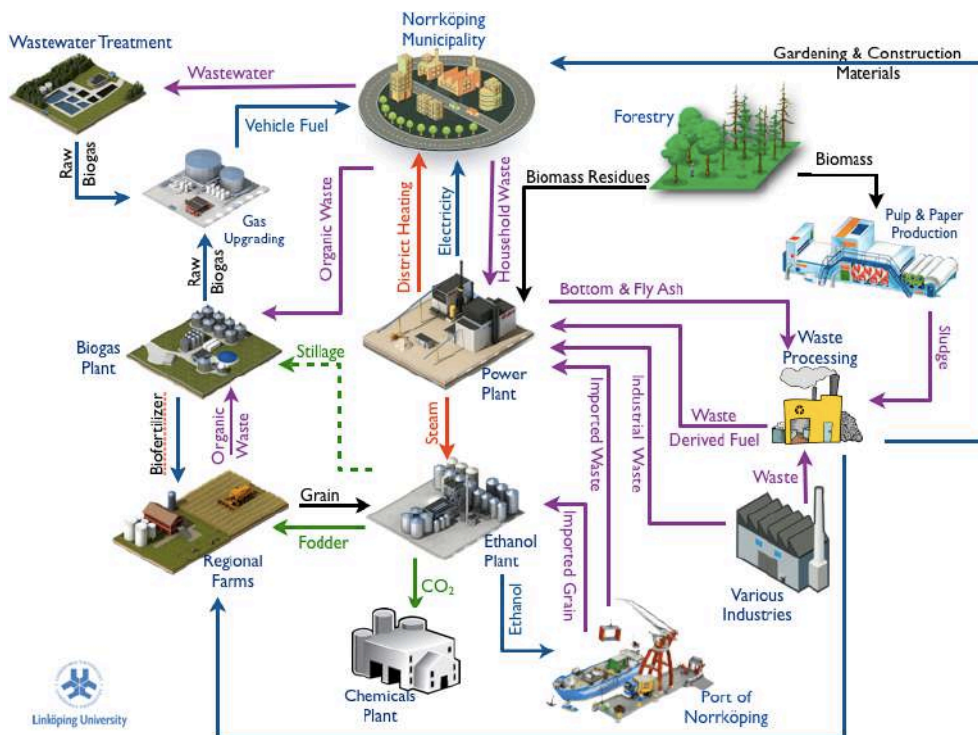 Norrköping
Municipality
Wastewater Treatment
Gardening & Construction
Materials
Wastewater
Vehicle Fuel
Forestry
Biomass
Raw
Biogas
Biomass Residues
Gas
Upgrading
Organic Waste
District Heating
Electricity
Household Waste
Pulp & Paper
Production
Raw
Biogas
Bottom & Fly Ash
Biogas
Plant
Stillage
Power
Plant
Waste
Processing
Sludge
Biofertilizer
Organic
Waste
Steam
Imported Waste
Industrial Waste
Waste
Derived Fuel
Waste
Grain
Fodder
Regional
Farms
Ethanol
Plant
Imported Grain
CO2
Ethanol
Various
Industries
Chemicals
Plant
Port of
Norrköping
Linköping University